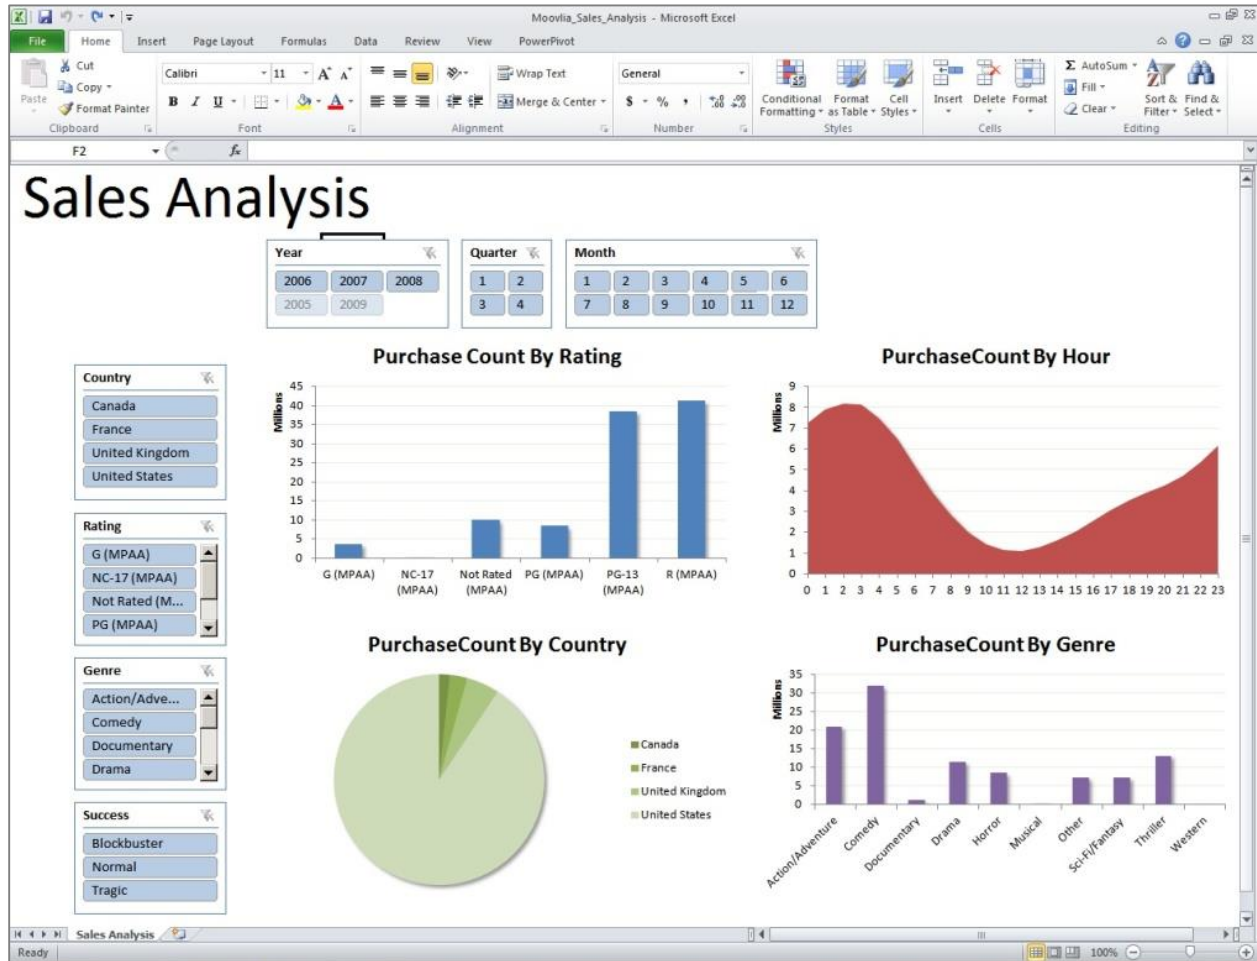 Moovlia_Sales_Analysis - Microsoft Excel
File Home Insert Page Layout Formulas Data Review View PowerPivot
Paste
Cut
Copy
Format Painter
Clipboard
Calibri 11
B I U
Font
Wrap Text
Merge & Center
Alignment
General
$ % ,
Number
Conditional Formatting
Format as Table
Cell Styles
Styles
Insert Delete Format
Cells
Σ AutoSum
Fill
Clear
Sort & Filter
Find & Select
Editing
F2 fx
Sales Analysis
Year
2006 2007 2008
2005 2009
Quarter
1 2
3 4
Month
1 2 3 4 5 6
7 8 9 10 11 12
Country
Canada
France
United Kingdom
United States
Rating
G (MPAA)
NC-17 (MPAA)
Not Rated (M...
PG (MPAA)
Genre
Action/Adve...
Comedy
Documentary
Drama
Success
Blockbuster
Normal
Tragic
Purchase Count By Rating
Millions
45
40
35
30
25
20
15
10
5
0
G (MPAA) NC-17 (MPAA) Not Rated (MPAA) PG (MPAA) PG-13 (MPAA) R (MPAA)
PurchaseCount By Hour
Millions
9
8
7
6
5
4
3
2
1
0
0 1 2 3 4 5 6 7 8 9 10 11 12 13 14 15 16 17 18 19 20 21 22 23
PurchaseCount By Country
Canada
France
United Kingdom
United States
PurchaseCount By Genre
Millions
35
30
25
20
15
10
5
0
Action/Adventure Comedy Documentary Drama Horror Musical Other Sci-Fi/Fantasy Thriller Western
Sales Analysis
Ready 100%